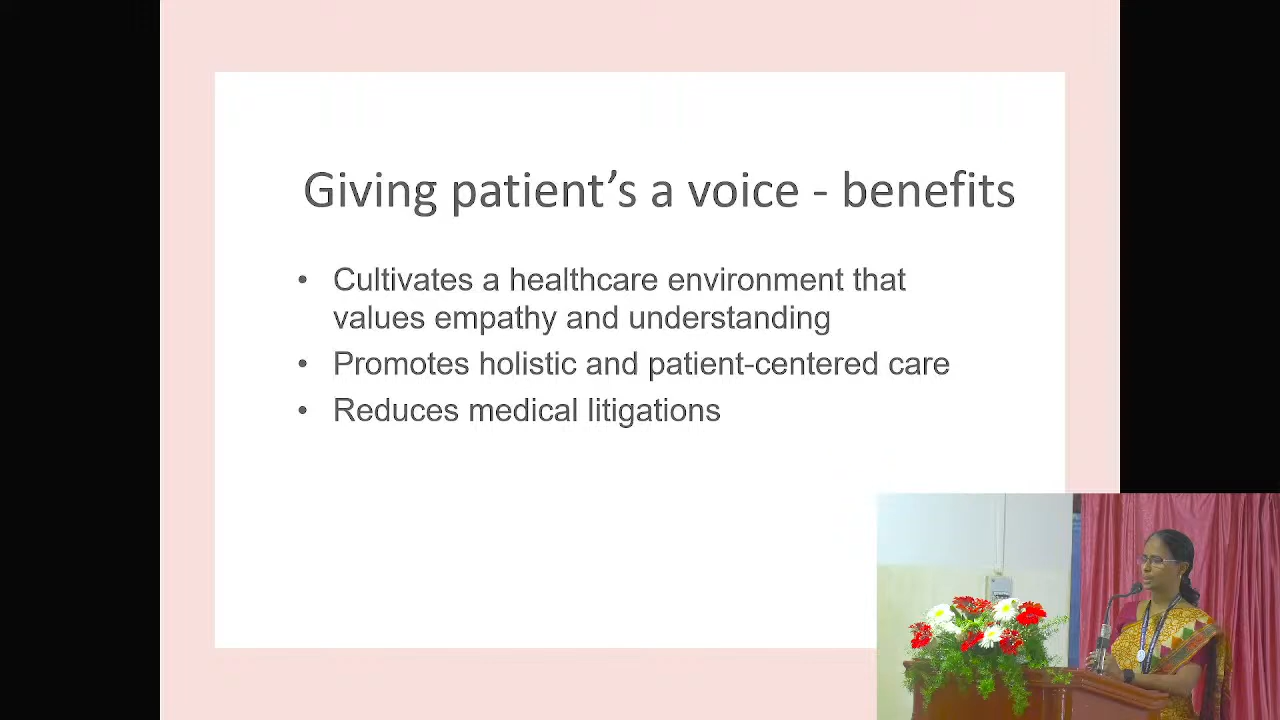 Giving patient’s a voice - benefits
• Cultivates a healthcare environment that
values empathy and understanding
• Promotes holistic and patient-centered care
• Reduces medical litigations